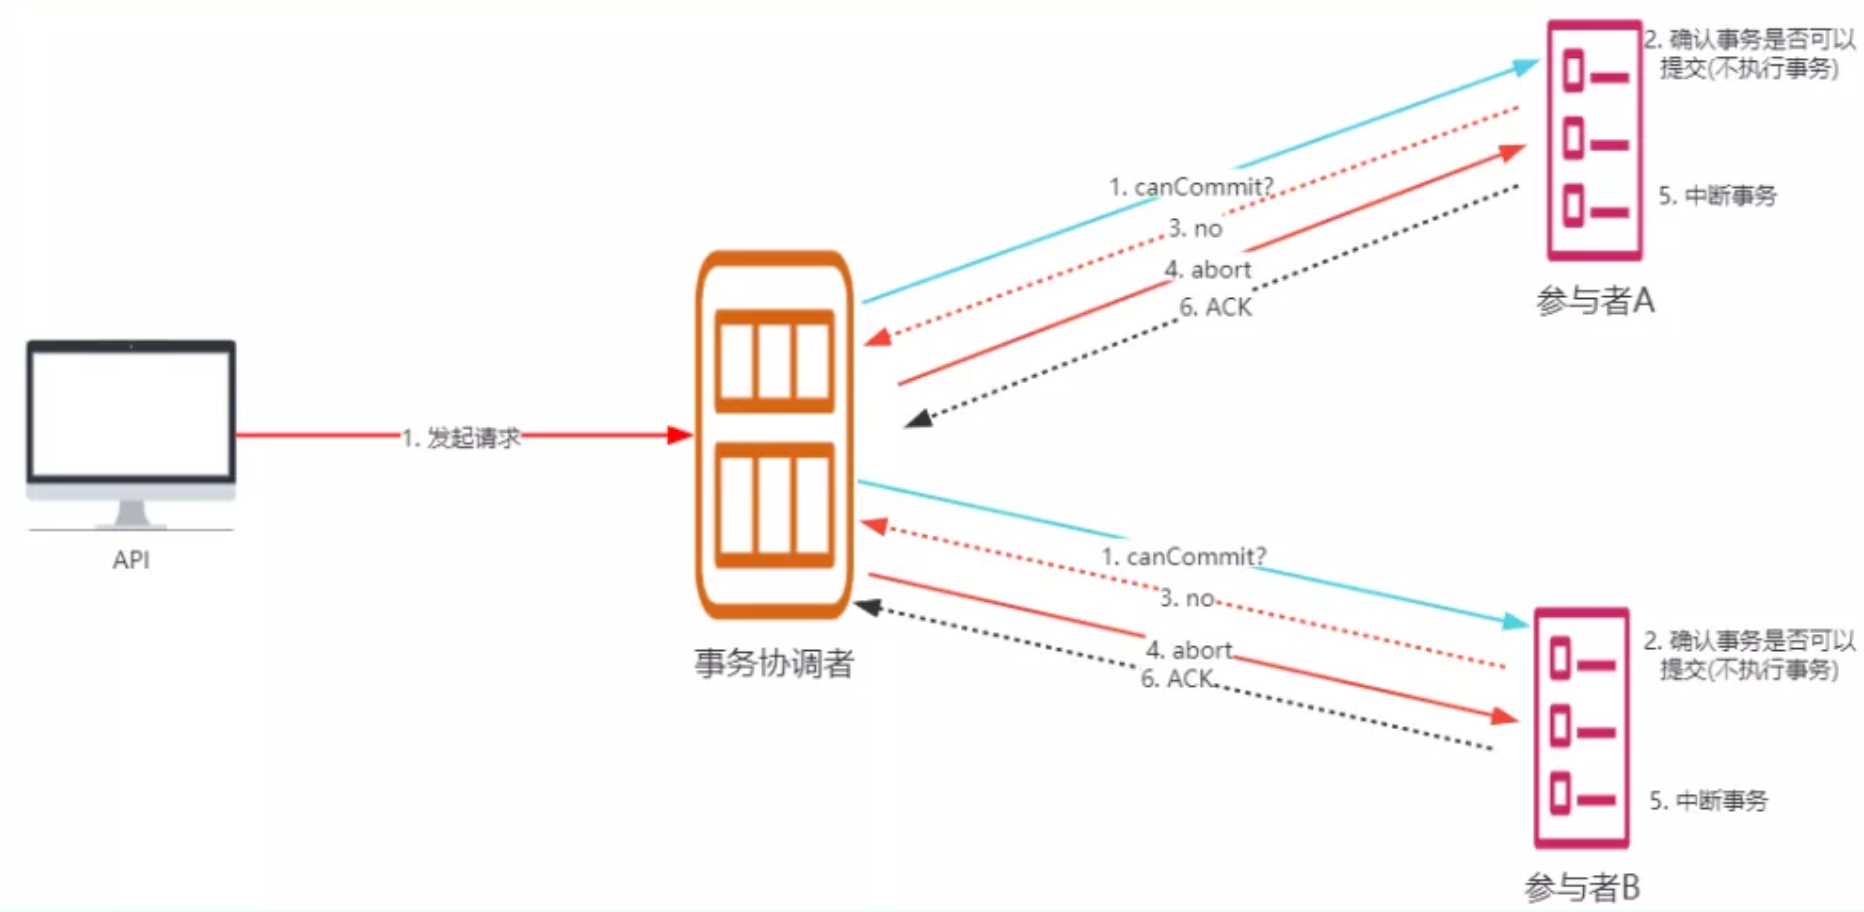 2. 确认事务是否可以
提交(不执行事务)
1. canCommit?
3. no
4. abort
6. ACK
5. 中断事务
参与者A
1. 发起请求
API
事务协调者
1. canCommit?
3. no
4. abort
6. ACK
2. 确认事务是否可以
提交(不执行事务)
5. 中断事务
参与者B